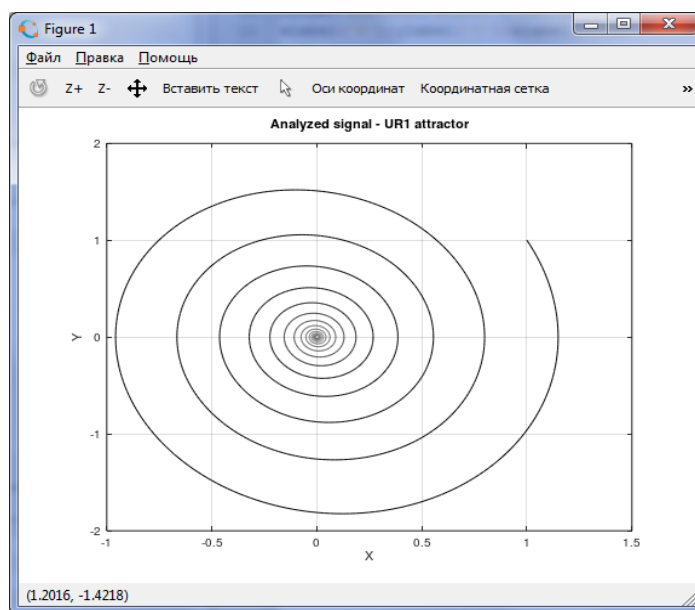 Figure 1
Файл Правка Помощь
Z+ Z- Вставить текст Оси координат Координатная сетка »
Analyzed signal - UR1 attractor
2
1
0
-1
-2
Y
-1 -0.5 0 0.5 1 1.5
X
(1.2016, -1.4218)